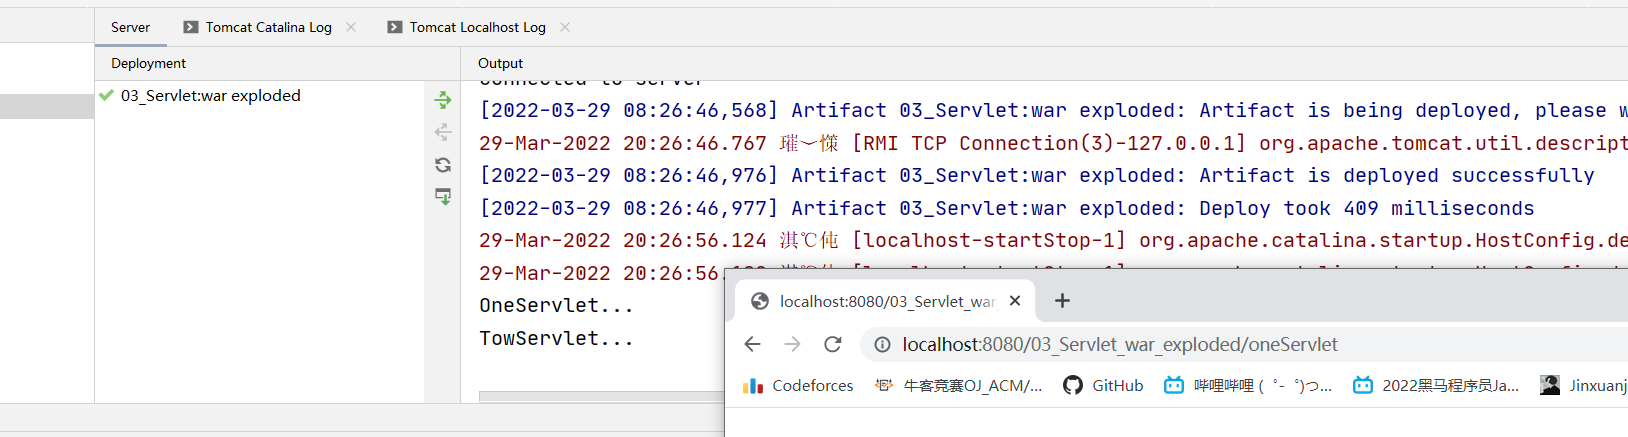 Server
Tomcat Catalina Log
Tomcat Localhost Log
Deployment
Output
03_Servlet:war exploded
Connected to server
[2022-03-29 08:26:46,568] Artifact 03_Servlet:war exploded: Artifact is being deployed, please w
29-Mar-2022 20:26:46.767 [RMI TCP Connection(3)-127.0.0.1] org.apache.tomcat.util.descript
[2022-03-29 08:26:46,976] Artifact 03_Servlet:war exploded: Artifact is deployed successfully
[2022-03-29 08:26:46,977] Artifact 03_Servlet:war exploded: Deploy took 409 milliseconds
29-Mar-2022 20:26:56.124 淇℃伅 [localhost-startStop-1] org.apache.catalina.startup.HostConfig.de
29-Mar-2022 20:26:56
OneServlet...
TowServlet...
localhost:8080/03_Servlet_war
localhost:8080/03_Servlet_war_exploded/oneServlet
Codeforces
牛客竞赛OJ_ACM/...
GitHub
哔哩哔哩 (゜-゜)つ...
2022黑马程序员Ja...
Jinxuanj